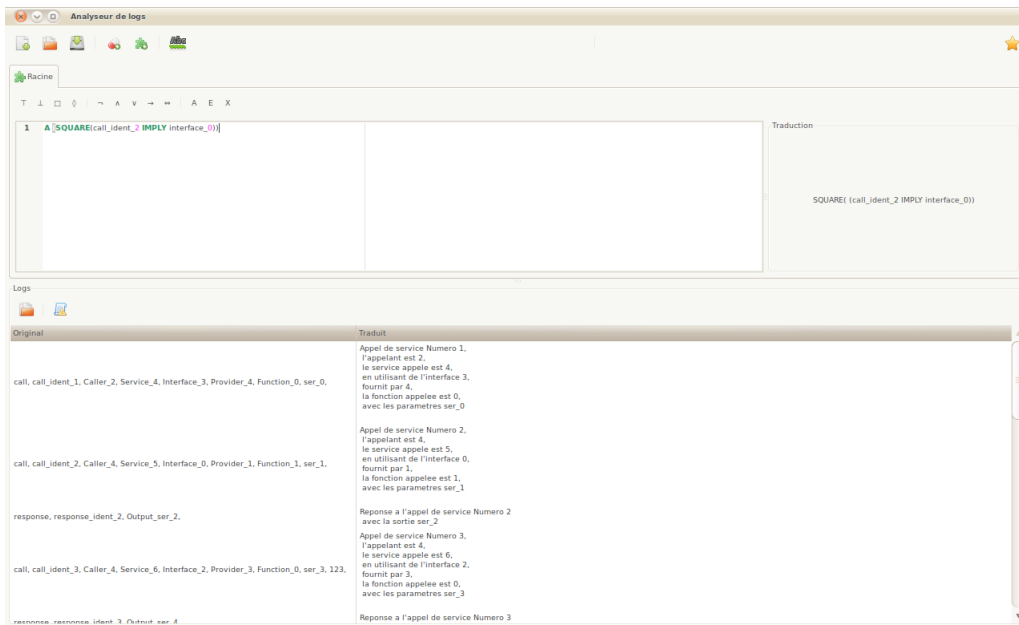 Analyseur de logs
Abc
Racine
⊤ ⊥ □ ◊ ¬ ∧ ∨ → ↔ A E X
1 A [SQUARE(call_ident_2 IMPLY interface_0))
Traduction
SQUARE( (call_ident_2 IMPLY interface_0))
Logs
Original Traduit
call, call_ident_1, Caller_2, Service_4, Interface_3, Provider_4, Function_0, ser_0,
Appel de service Numero 1,
l'appelant est 2,
le service appele est 4,
en utilisant de l'interface 3,
fournit par 4,
la fonction appelee est 0,
avec les parametres ser_0
call, call_ident_2, Caller_4, Service_5, Interface_0, Provider_1, Function_1, ser_1,
Appel de service Numero 2,
l'appelant est 4,
le service appele est 5,
en utilisant de l'interface 0,
fournit par 1,
la fonction appelee est 1,
avec les parametres ser_1
response, response_ident_2, Output_ser_2,
Reponse a l'appel de service Numero 2
avec la sortie ser_2
call, call_ident_3, Caller_4, Service_6, Interface_2, Provider_3, Function_0, ser_3, 123,
Appel de service Numero 3,
l'appelant est 4,
le service appele est 6,
en utilisant de l'interface 2,
fournit par 3,
la fonction appelee est 0,
avec les parametres ser_3
response, response_ident_3, Output_ser_4,
Reponse a l'appel de service Numero 3